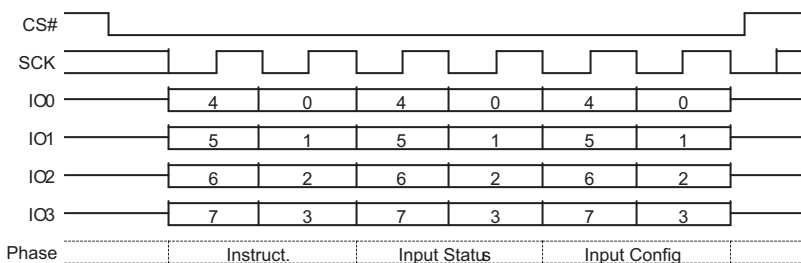 CS#
SCK
IO0 4 0 4 0 4 0
IO1 5 1 5 1 5 1
IO2 6 2 6 2 6 2
IO3 7 3 7 3 7 3
Phase Instruct. Input Status Input Config